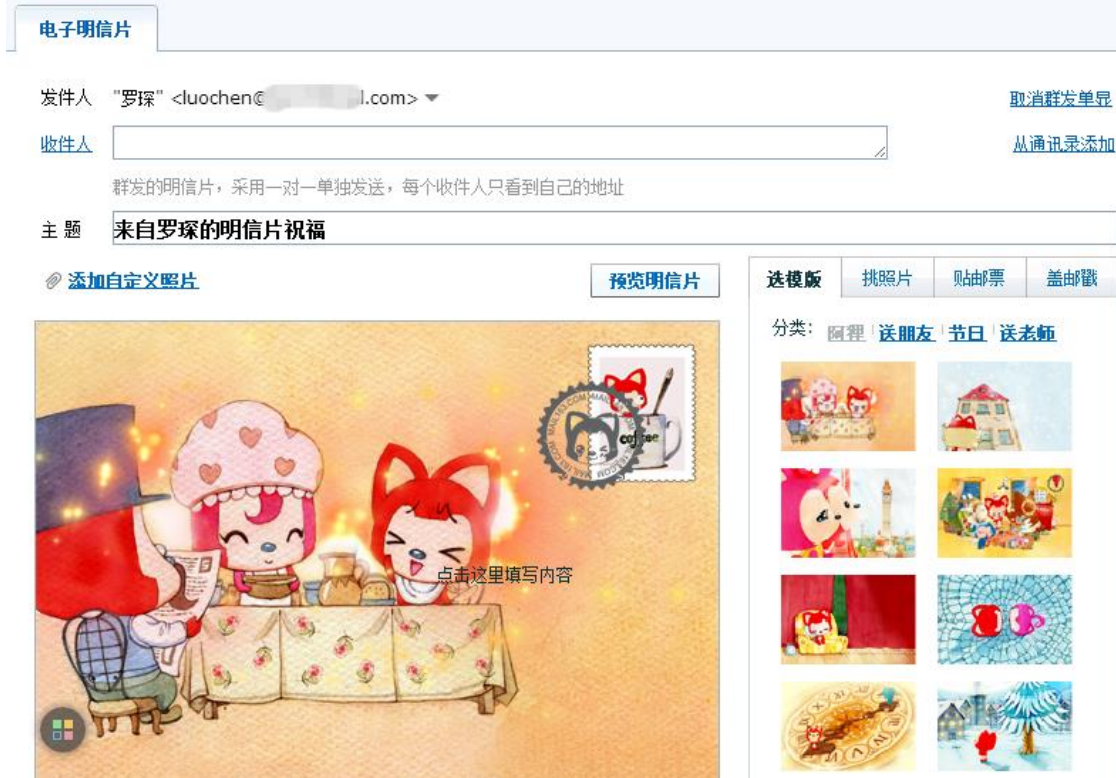 电子明信片
发件人 "罗琛" <luochen@ l.com>
取消群发单显
收件人
从通讯录添加
群发的明信片，采用一对一单独发送，每个收件人只看到自己的地址
主 题 来自罗琛的明信片祝福
添加自定义照片
预览明信片
选模版 挑照片 贴邮票 盖邮戳
分类： 阿狸 送朋友 节日 送老师
MAIL163.COM
coffee
点击这里填写内容